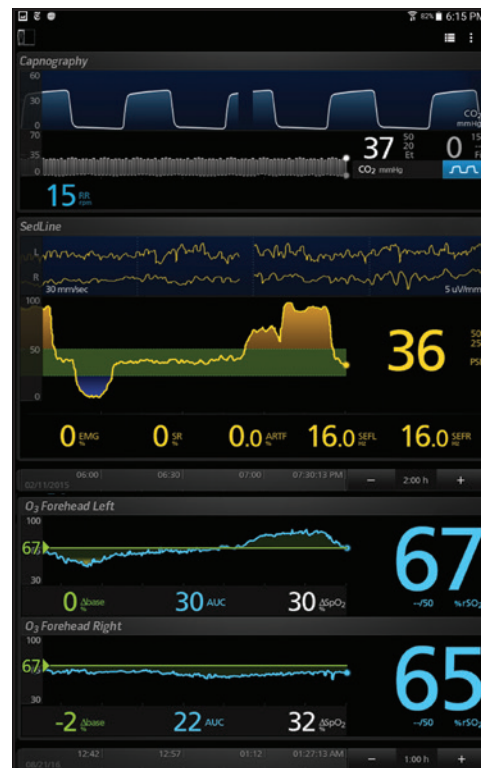 82% 6:15 PM
Capnography
60
30
0
CO2
mmHg
70
35
0
37 50 20 Et
0 15
CO2 mmHg
15 RR rpm
SedLine
L
R
30 mm/sec
5 uV/mm
100
50
0
36 50 25 PSI
0 EMG %
0 SR %
0.0 ARTF %
16.0 SEFL Hz
16.0 SEFR Hz
06:00 06:30 07:00 07:30:13 PM
02/11/2015
− 2:00 h +
O3 Forehead Left
100
67
30
67
0 Δbase %
30 AUC
30 ΔSpO2
--/50 %rSO2
O3 Forehead Right
100
67
30
65
-2 Δbase %
22 AUC
32 ΔSpO2
--/50 %rSO2
12:42 12:57 01:12 01:27:13 AM
08/21/16
− 1:00 h +